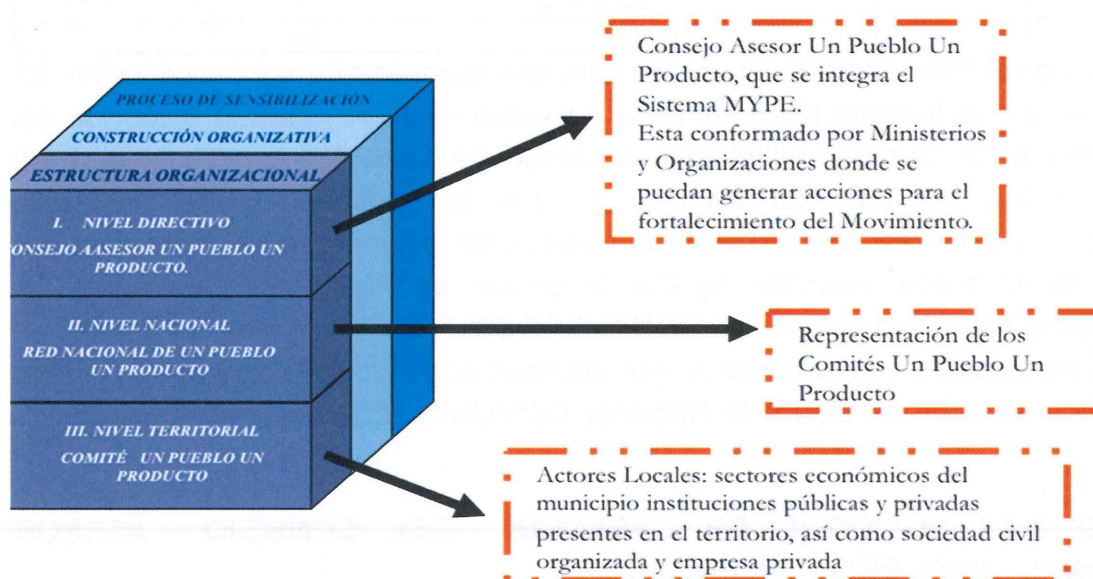 PROCESO DE SENSIBILIZACIÓN
CONSTRUCCIÓN ORGANIZATIVA
ESTRUCTURA ORGANIZACIONAL
I. NIVEL DIRECTIVO
ONSEJO AASESOR UN PUEBLO UN
PRODUCTO.
II. NIVEL NACIONAL
RED NACIONAL DE UN PUEBLO
UN PRODUCTO
III. NIVEL TERRITORIAL
COMITÉ UN PUEBLO UN
PRODUCTO
Consejo Asesor Un Pueblo Un
Producto, que se integra el
Sistema MYPE.
Esta conformado por Ministerios
y Organizaciones donde se
puedan generar acciones para el
fortalecimiento del Movimiento.
Representación de los
Comités Un Pueblo Un
Producto
Actores Locales: sectores económicos del
municipio instituciones públicas y privadas
presentes en el territorio, así como sociedad civil
organizada y empresa privada